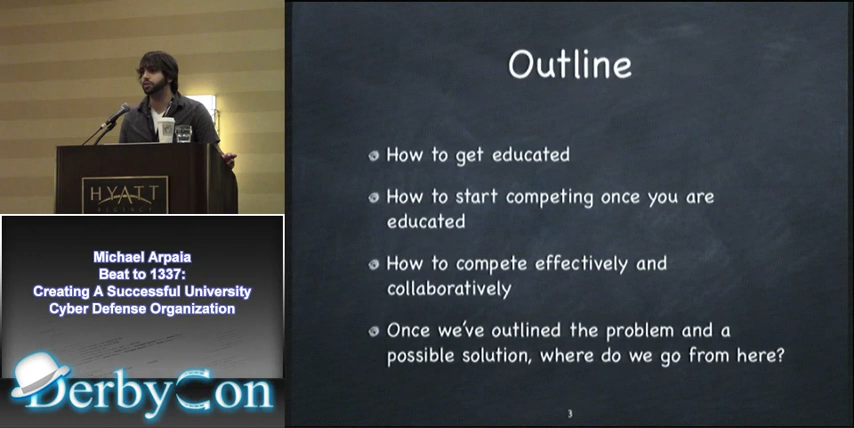 HYATT
Michael Arpaia
Beat to 1337:
Creating A Successful University
Cyber Defense Organization
DerbyCon
Outline
How to get educated
How to start competing once you are
educated
How to compete effectively and
collaboratively
Once we've outlined the problem and a
possible solution, where do we go from here?
3